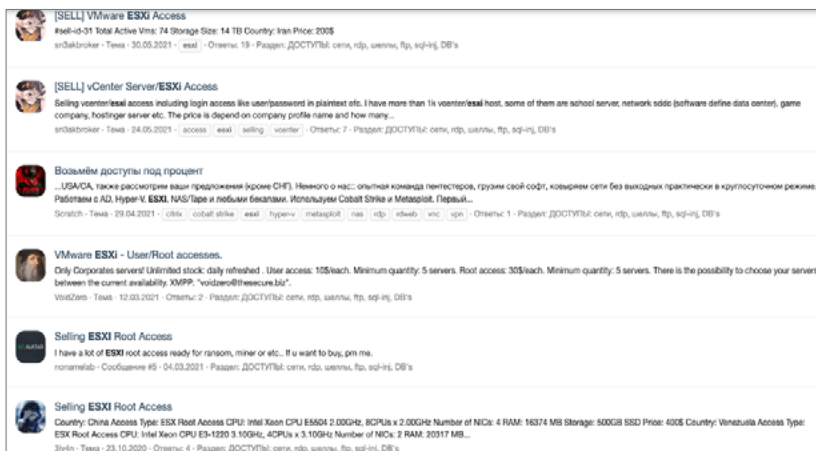 [SELL] VMware ESXi Access
#sell-id-31 Total Active Vms: 74 Storage Size: 14 TB Country: Iran Price: 200$
sn3akbroker · Тема · 30.05.2021 · esxi · Ответы: 19 · Раздел: ДОСТУПЫ: сети, rdp, шеллы, ftp, sql-inj, DB's
[SELL] vCenter Server/ESXi Access
Selling vcenter/esxi access including login access like user/password in plaintext ofc. I have more than 1k vcenter/esxi host, some of them are school server, network sddc (software define data center), game
company, hostinger server etc. The price is depend on company profile name and how many...
sn3akbroker · Тема · 24.05.2021 · access esxi selling vcenter · Ответы: 7 · Раздел: ДОСТУПЫ: сети, rdp, шеллы, ftp, sql-inj, DB's
Возьмём доступы под процент
...USA/CA, также рассмотрим ваши предложения (кроме СНГ). Немного о нас:: опытная команда пентестеров, грузим свой софт, ковыряем сети без выходных практически в круглосуточном режиме.
Работаем с AD, Hyper-V, ESXI, NAS/Tape и любыми бекапами. Используем Cobalt Strike и Metasploit. Первый...
Scratch · Тема · 29.04.2021 · citrix cobalt strike esxi hyper-v metasploit nas rdp rdweb vnc vpn · Ответы: 1 · Раздел: ДОСТУПЫ: сети, rdp, шеллы, ftp, sql-inj, DB's
VMware ESXi - User/Root accesses.
Only Corporates servers! Unlimited stock: daily refreshed . User access: 10$/each. Minimum quantity: 5 servers. Root access: 30$/each. Minimum quantity: 5 servers. There is the possibility to choose your servers
between the current availability. XMPP: "voidzero@thesecure.biz".
VoidZero · Тема · 12.03.2021 · Ответы: 2 · Раздел: ДОСТУПЫ: сети, rdp, шеллы, ftp, sql-inj, DB's
Selling ESXI Root Access
I have a lot of ESXI root access ready for ransom, miner or etc.. If u want to buy, pm me.
nonamelab · Сообщение #5 · 04.03.2021 · Раздел: ДОСТУПЫ: сети, rdp, шеллы, ftp, sql-inj, DB's
Selling ESXI Root Access
Country: China Access Type: ESX Root Access CPU: Intel Xeon CPU E5504 2.00GHz, 8CPUs x 2.00GHz Number of NICs: 4 RAM: 16374 MB Storage: 500GB SSD Price: 400$ Country: Venezuela Access Type:
ESX Root Access CPU: Intel Xeon CPU E3-1220 3.10GHz, 4CPUs x 3.10GHz Number of NICs: 2 RAM: 20317 MB...
Тема · 23.10.2020 · Ответы: 4 · Раздел: ДОСТУПЫ: сети, rdp, шеллы, ftp, sql-inj, DB's